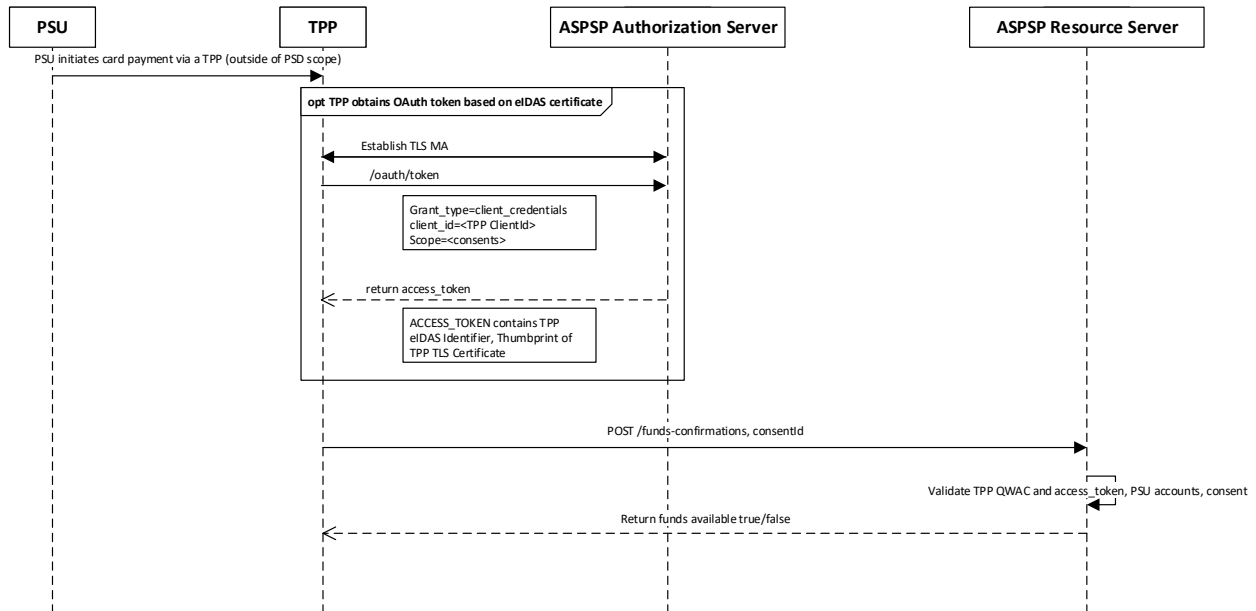 PSU
TPP
ASPSP Authorization Server
ASPSP Resource Server
PSU initiates card payment via a TPP (outside of PSD scope)
opt TPP obtains OAuth token based on eIDAS certificate
Establish TLS MA
/oauth/token
Grant_type=client_credentials
client_id=<TPP ClientId>
Scope=<consents>
return access_token
ACCESS_TOKEN contains TPP
eIDAS Identifier, Thumbprint of
TPP TLS Certificate
POST /funds-confirmations, consentId
Validate TPP QWAC and access_token, PSU accounts, consent
Return funds available true/false